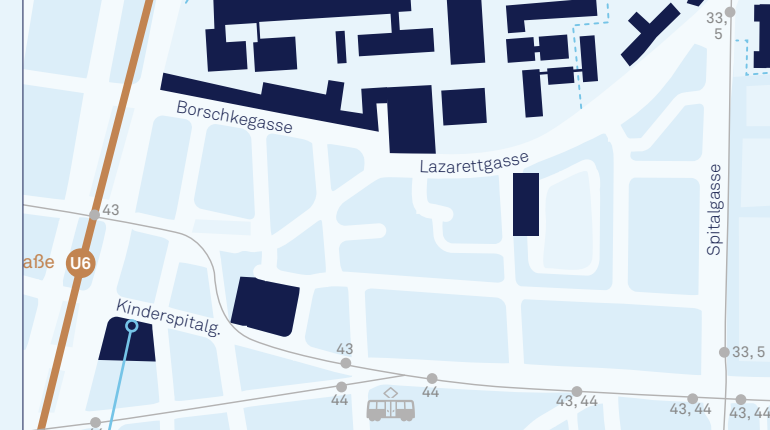 33,
5
Borschkegasse
Lazarettgasse
Spitalgasse
43
aße
U6
Kinderspitalg.
43
33, 5
44
44
43, 44
43, 44
43, 44